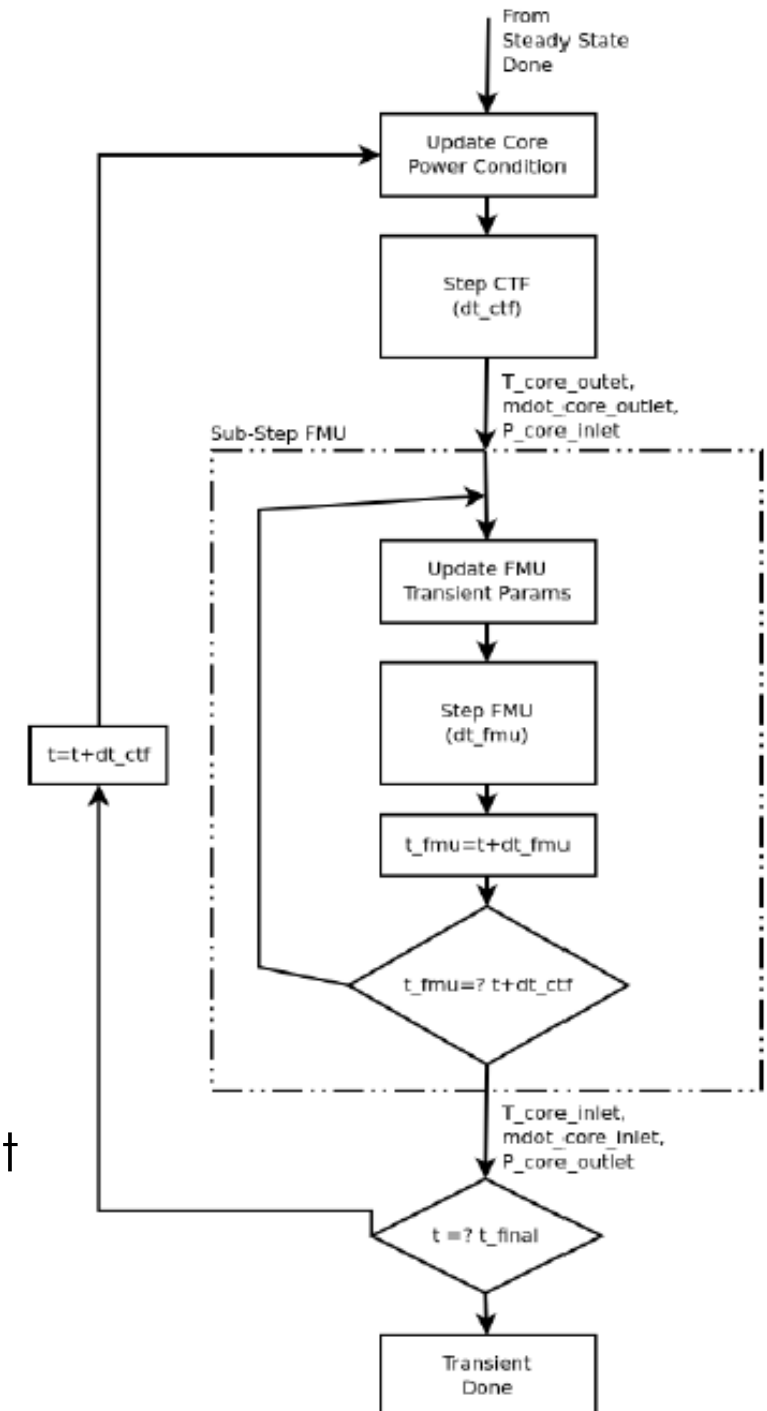 From
Steady State
Done
Update Core
Power Condition
Step CTF
(dt_ctf)
T_core_outet,
mdot_core_outlet,
P_core_inlet
Sub-Step FMU
Update FMU
Transient Params
Step FMU
(dt_fmu)
t=t+dt_ctf
t_fmu=t+dt_fmu
t_fmu=? t+dt_ctf
T_core_inlet,
mdot_core_inlet,
P_core_outlet
t
t =? t_final
Transient
Done